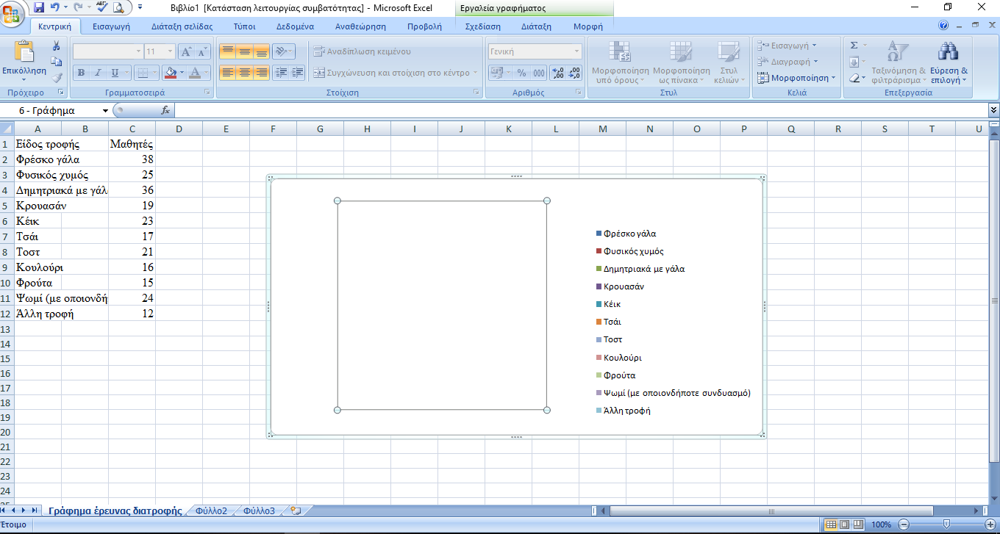 Βιβλίο1 [Κατάσταση λειτουργίας συμβατότητας] - Microsoft Excel
Εργαλεία γραφήματος
Κεντρική Εισαγωγή Διάταξη σελίδας Τύποι Δεδομένα Αναθεώρηση Προβολή Σχεδίαση Διάταξη Μορφή
Επικόλληση
Πρόχειρο
11
B I U
Γραμματοσειρά
Αναδίπλωση κειμένου
Συγχώνευση και στοίχιση στο κέντρο
Στοίχιση
Γενική
% 000
Αριθμός
Μορφοποίηση υπό όρους
Μορφοποίηση ως πίνακα
Στυλ κελιών
Στυλ
Εισαγωγή
Διαγραφή
Μορφοποίηση
Κελιά
Σ
Ταξινόμηση & φιλτράρισμα
Εύρεση & επιλογή
Επεξεργασία
6 - Γράφημα
fx
A B C D E F G H I J K L M N O P Q R S T U
1 Είδος τροφής Μαθητές
2 Φρέσκο γάλα 38
3 Φυσικός χυμός 25
4 Δημητριακά με γάλ 36
5 Κρουασάν 19
6 Κέικ 23
7 Τσάι 17
8 Τοστ 21
9 Κουλούρι 16
10 Φρούτα 15
11 Ψωμί (με οποιονδή 24
12 Άλλη τροφή 12
13
14
15
16
17
18
19
20
21
22
23
24
Φρέσκο γάλα
Φυσικός χυμός
Δημητριακά με γάλα
Κρουασάν
Κέικ
Τσάι
Τοστ
Κουλούρι
Φρούτα
Ψωμί (με οποιονδήποτε συνδυασμό)
Άλλη τροφή
Γράφημα έρευνας διατροφής Φύλλο2 Φύλλο3
Έτοιμο
100%